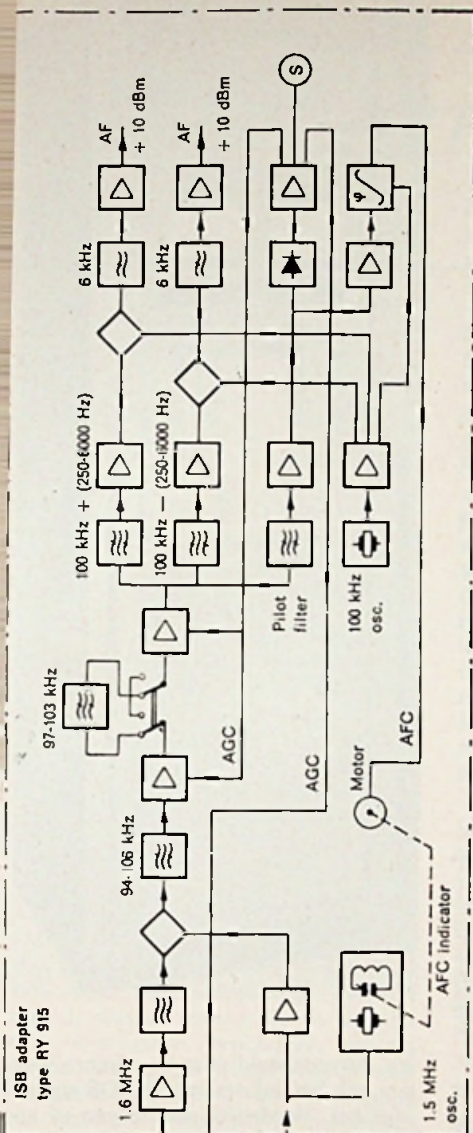 ISB adapter
type RY 915
1.6 MHz
94-106 kHz
97-103 kHz
100 kHz + (250-6000 Hz)
6 kHz
AF
+ 10 dBm
100 kHz — (250-6000 Hz)
6 kHz
AF
+ 10 dBm
AGC
Pilot
filter
S
AGC
100 kHz
osc.
φ
Motor
AFC
AFC indicator
1.5 MHz
osc.